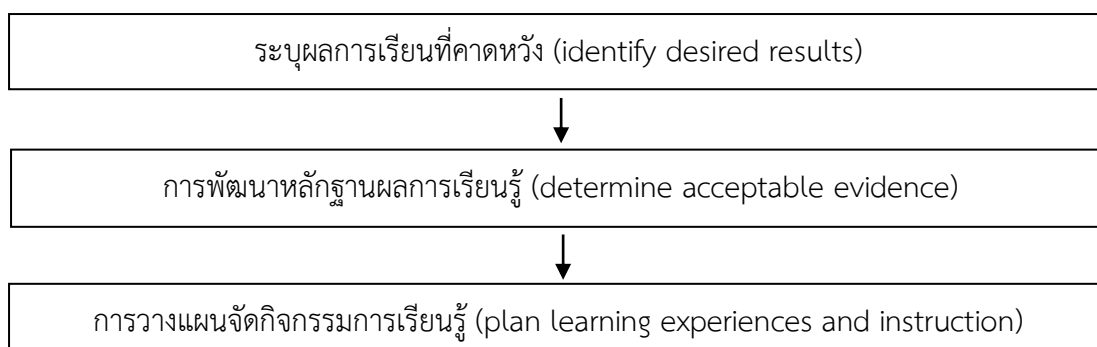 ระบุผลการเรียนที่คาดหวัง (identify desired results)
การพัฒนาหลักฐานผลการเรียนรู้ (determine acceptable evidence)
การวางแผนจัดกิจกรรมการเรียนรู้ (plan learning experiences and instruction)